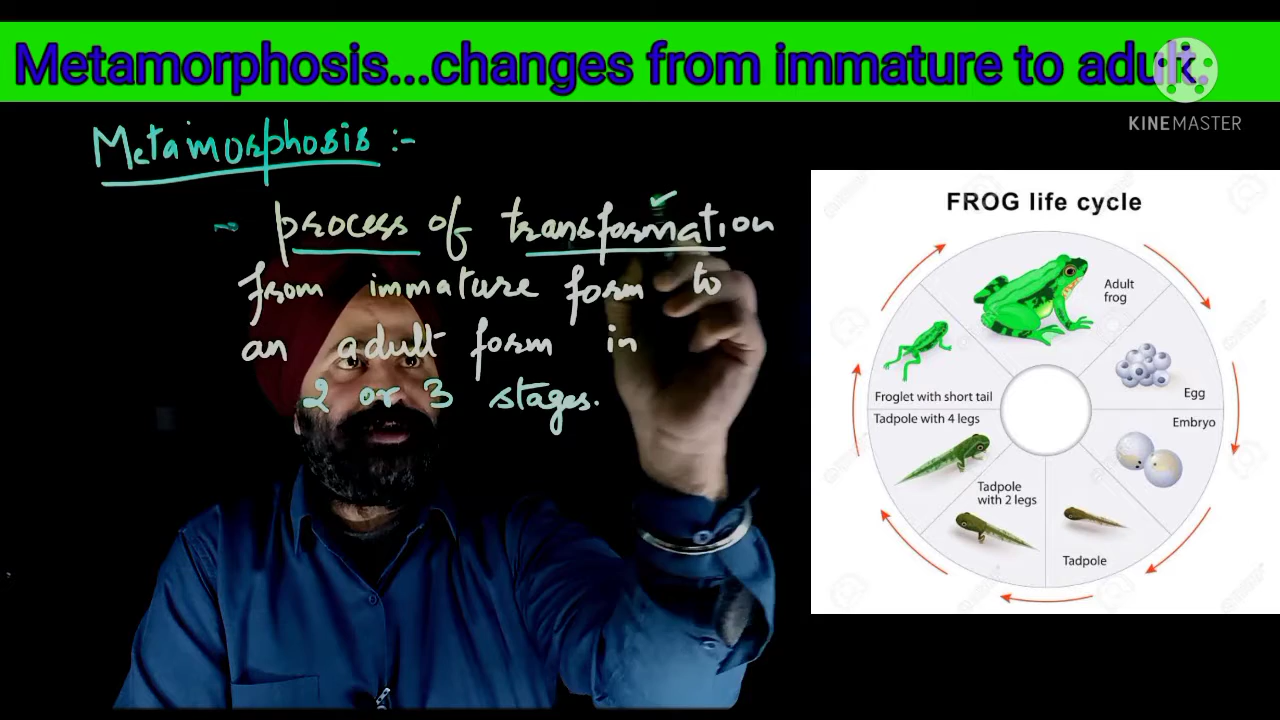 Metamorphosis...changes from immature to adult.
KINEMASTER
Metamorphosis :-
- process of transformation
from immature form to
an adult form in
2 or 3 stages.
FROG life cycle
Adult
frog
Egg
Embryo
Tadpole
Tadpole
with 2 legs
Tadpole with 4 legs
Froglet with short tail